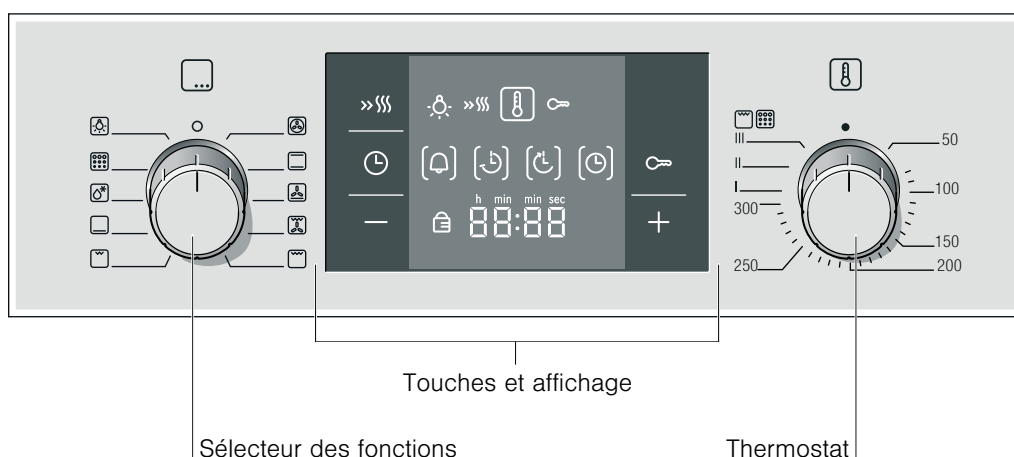 h min min sec
88:88
III
II
I
300
250
50
100
150
200
Touches et affichage
Sélecteur des fonctions
Thermostat